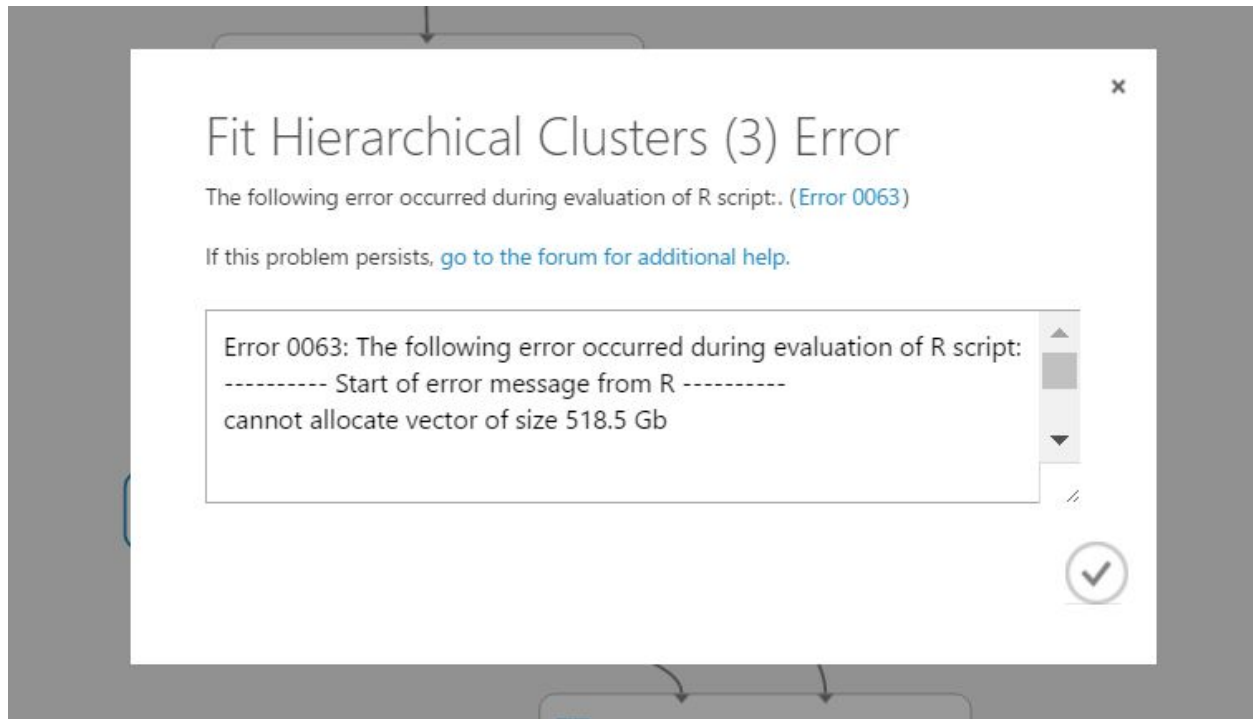 Fit Hierarchical Clusters (3) Error
The following error occurred during evaluation of R script:. (Error 0063)
If this problem persists, go to the forum for additional help.
Error 0063: The following error occurred during evaluation of R script:
---------- Start of error message from R ----------
cannot allocate vector of size 518.5 Gb